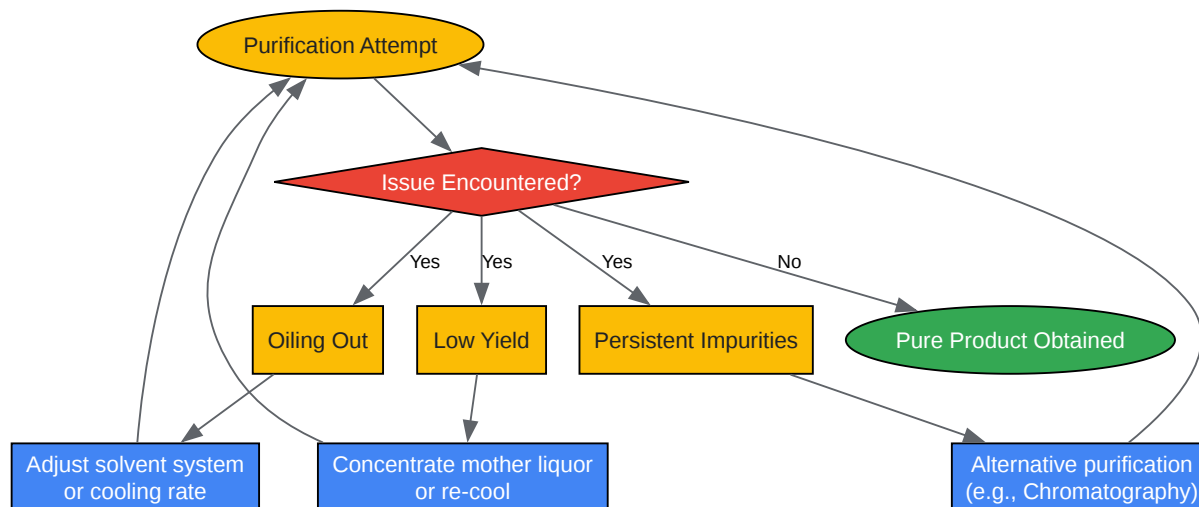 Purification Attempt
Issue Encountered?
Yes
Yes
Yes
No
Oiling Out
Low Yield
Persistent Impurities
Pure Product Obtained
Adjust solvent system
or cooling rate
Concentrate mother liquor
or re-cool
Alternative purification
(e.g., Chromatography)